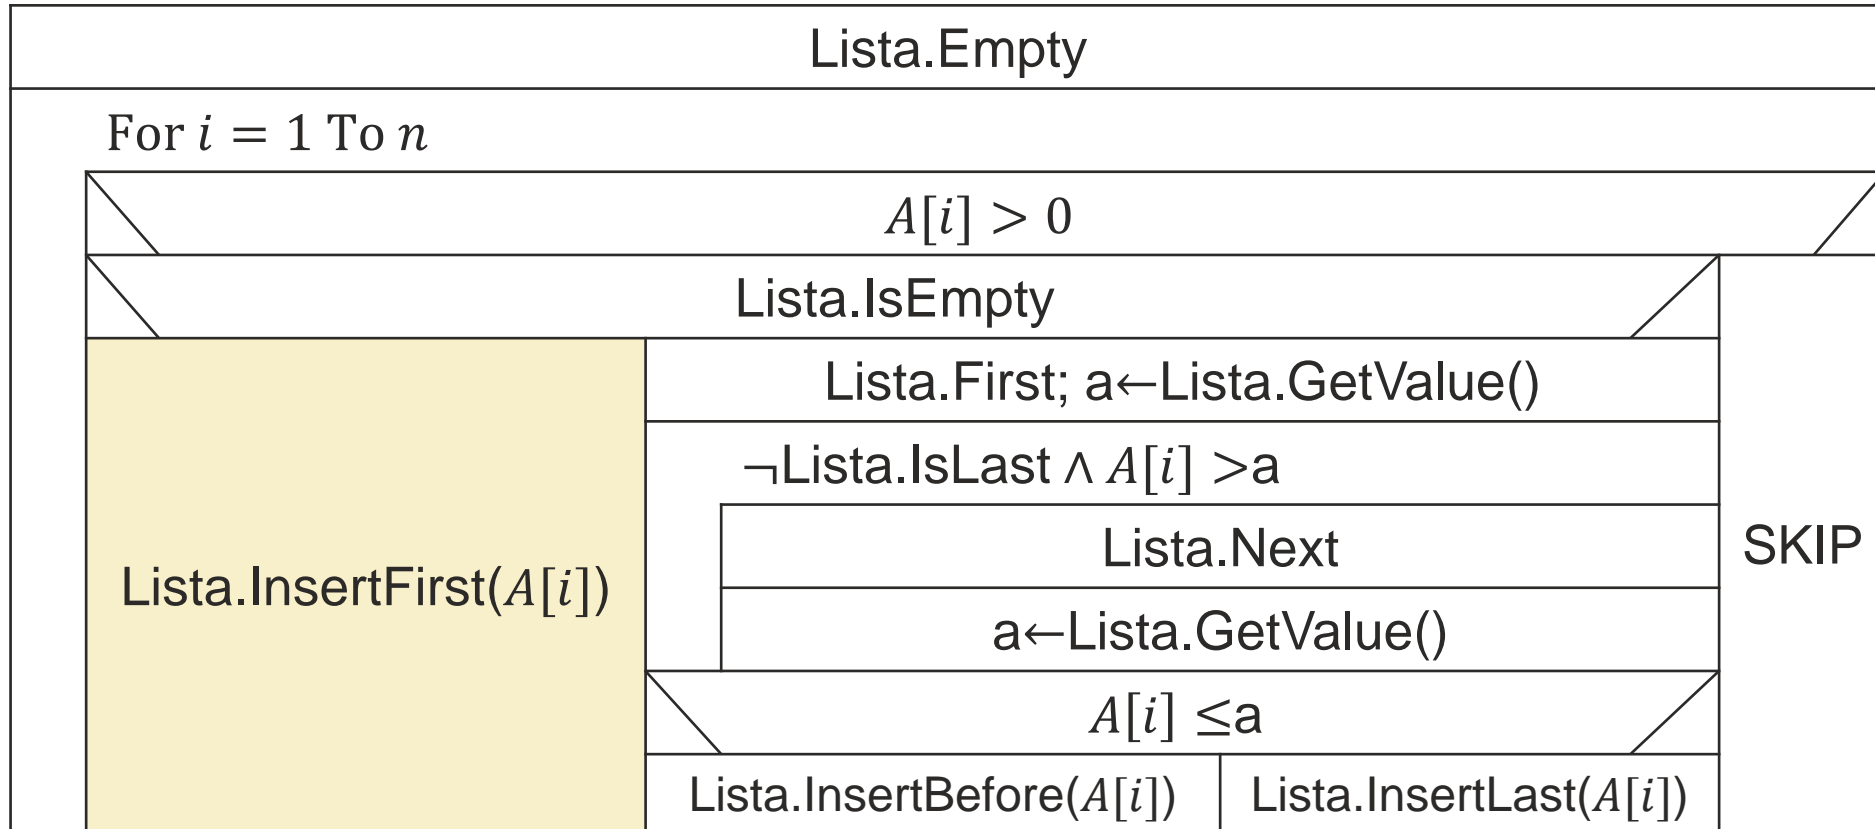 Lista.Empty
For i = 1 To n
A[i] > 0
Lista.IsEmpty
Lista.First; a←Lista.GetValue()
¬Lista.IsLast ∧ A[i] >a
Lista.Next
SKIP
Lista.InsertFirst(A[i])
a←Lista.GetValue()
A[i] ≤a
Lista.InsertBefore(A[i])
Lista.InsertLast(A[i])